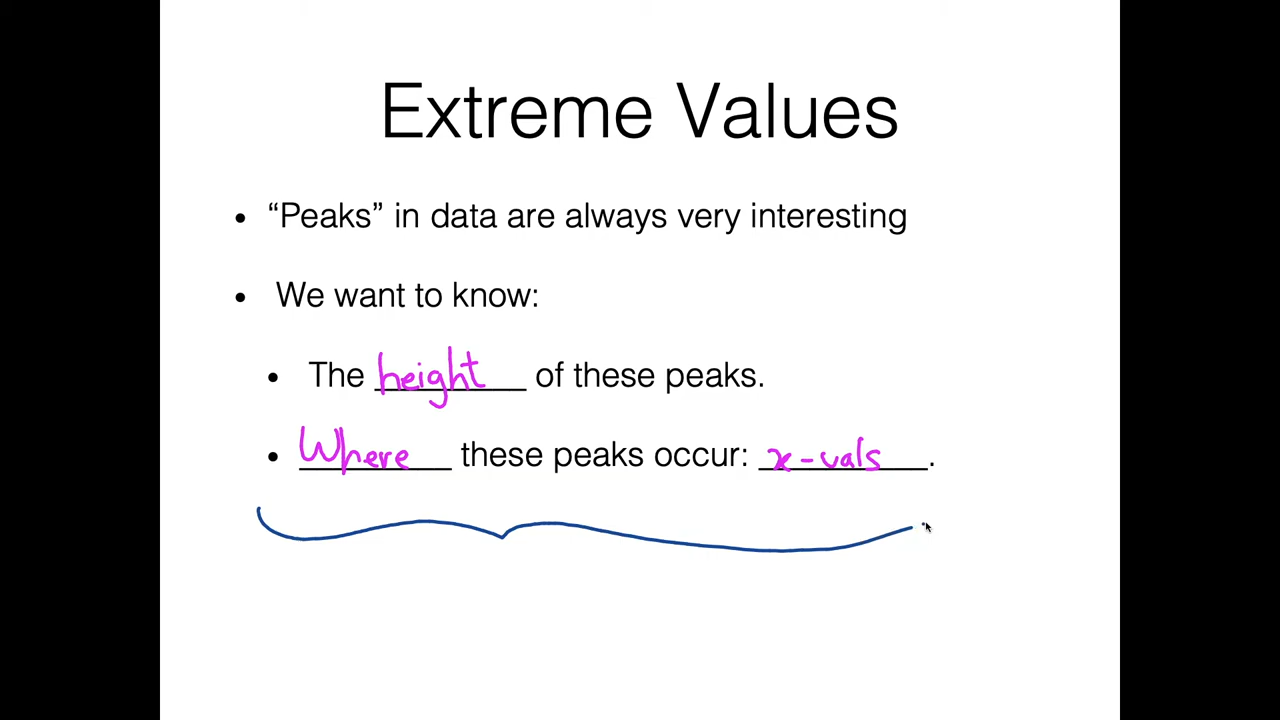 Extreme Values
• “Peaks” in data are always very interesting
• We want to know:
• The height of these peaks.
• Where these peaks occur: x-vals.